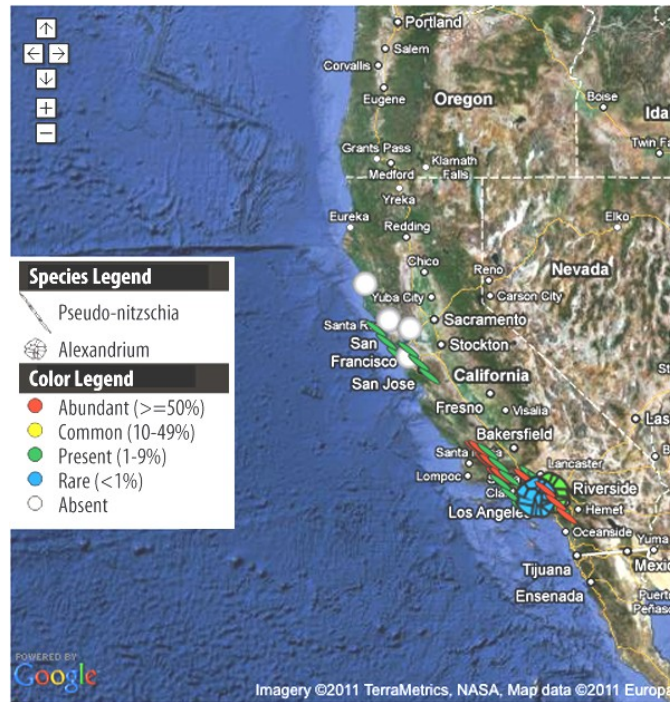 Portland
Salem
Corvallis
Eugene
Oregon
Boise
Ida
Twin Fa
Grants Pass
Medford
Klamath
Falls
Yreka
Eureka
Redding
Elko
Chico
Reno
Nevada
Yuba City
Carson City
Santa R
Sacramento
San
Francisco
Stockton
San Jose
California
Fresno
Visalia
Las
Bakersfield
Santa
Lompoc
Lancaster
Cla
Riverside
Los Angeles
Hemet
Oceanside
Yuma
Tijuana
Mexic
Ensenada
Puerto
Peñasc
Species Legend
Pseudo-nitzschia
Alexandrium
Color Legend
Abundant (>=50%)
Common (10-49%)
Present (1-9%)
Rare (<1%)
Absent
POWERED BY
Google
Imagery ©2011 TerraMetrics, NASA, Map data ©2011 Europa